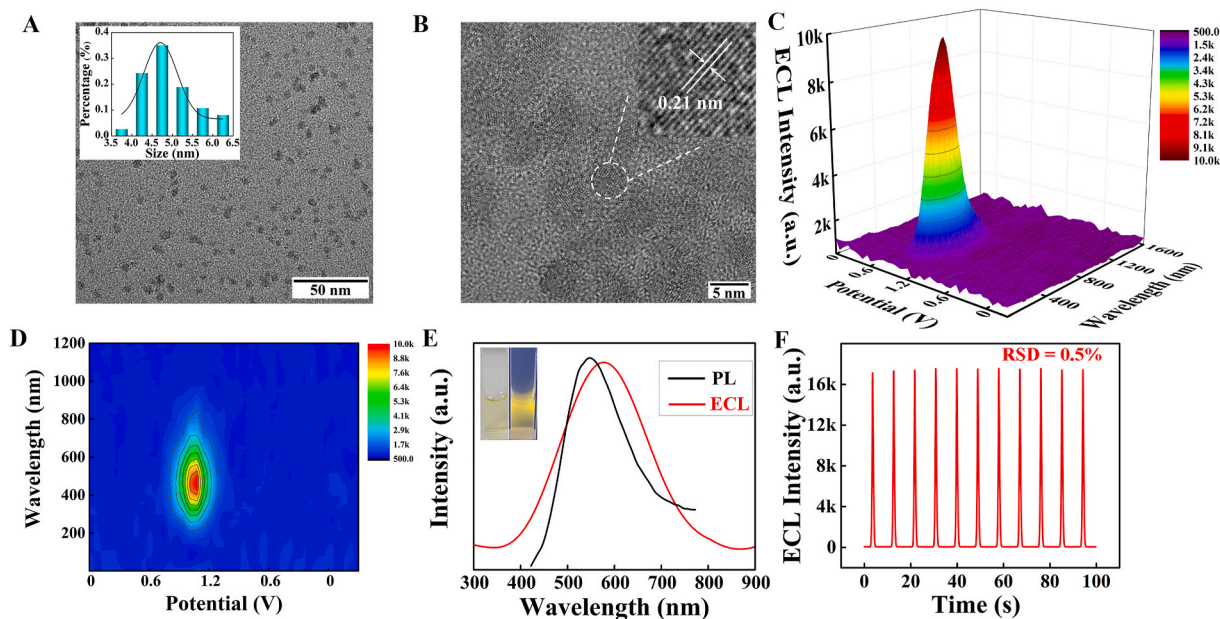 A
Percentage (%)
0.4
0.3
0.2
0.1
0.0
3.5 4.0 4.5 5.0 5.5 6.0 6.5
Size (nm)
50 nm
B
0.21 nm
5 nm
C
ECL Intensity (a.u.)
10k
8k
6k
4k
2k
0 0.6 1.2 0.6 0
Potential (V)
400 800 1200 1600
Wavelength (nm)
500.0
1.5k
2.4k
3.4k
4.3k
5.3k
6.2k
7.2k
8.1k
9.1k
10.0k
D
Wavelength (nm)
1200
1000
800
600
400
200
0 0.6 1.2 0.6 0
Potential (V)
10.0k
8.8k
7.6k
6.4k
5.3k
4.1k
2.9k
1.7k
500.0
E
Intensity (a.u.)
PL
ECL
300 400 500 600 700 800 900
Wavelength (nm)
F
RSD = 0.5%
ECL Intensity (a.u.)
16k
12k
8k
4k
0
0 20 40 60 80 100
Time (s)